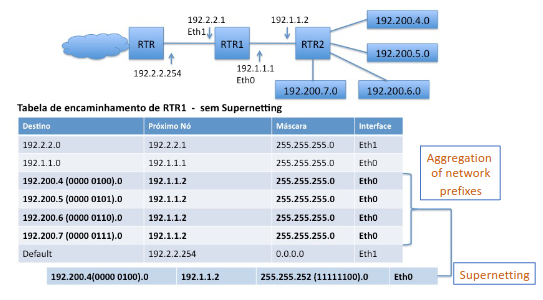 192.2.2.1
Eth1
192.1.1.2
192.200.4.0
RTR
RTR1
RTR2
192.200.5.0
192.2.2.254
192.1.1.1
Eth0
192.200.7.0
192.200.6.0
Tabela de encaminhamento de RTR1 - sem Supernetting
Destino Próximo Nó Máscara Interface
192.2.2.0 192.2.2.1 255.255.255.0 Eth1
192.1.1.0 192.1.1.1 255.255.255.0 Eth0
192.200.4 (0000 0100).0 192.1.1.2 255.255.255.0 Eth0
192.200.5 (0000 0101).0 192.1.1.2 255.255.255.0 Eth0
192.200.6 (0000 0110).0 192.1.1.2 255.255.255.0 Eth0
192.200.7 (0000 0111).0 192.1.1.2 255.255.255.0 Eth0
Default 192.2.2.254 0.0.0.0 Eth1
Aggregation
of network
prefixes
192.200.4(0000 0100).0 192.1.1.2 255.255.252 (11111100).0 Eth0
Supernetting